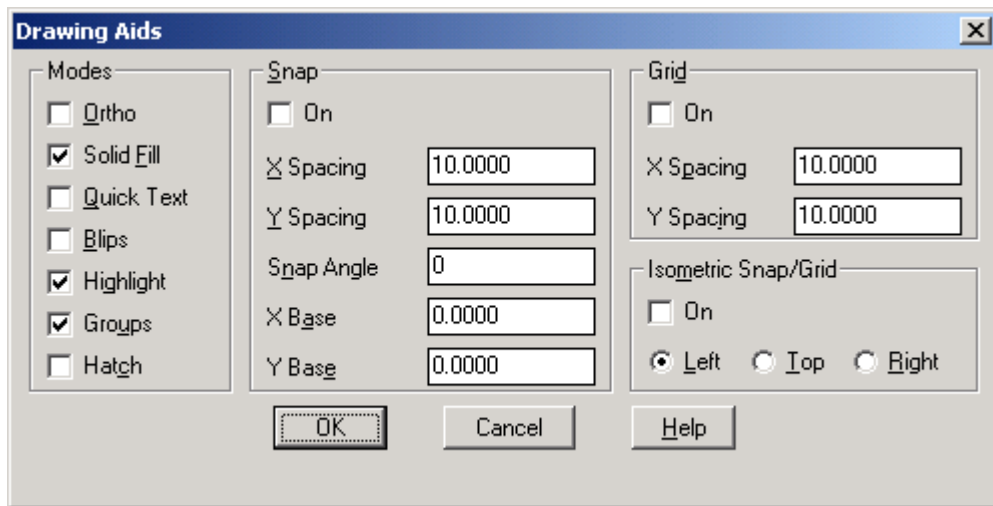 Drawing Aids
Modes
Ortho
Solid Fill
Quick Text
Blips
Highlight
Groups
Hatch
Snap
On
X Spacing 10.0000
Y Spacing 10.0000
Snap Angle 0
X Base 0.0000
Y Base 0.0000
Grid
On
X Spacing 10.0000
Y Spacing 10.0000
Isometric Snap/Grid
On
Left Top Right
OK Cancel Help